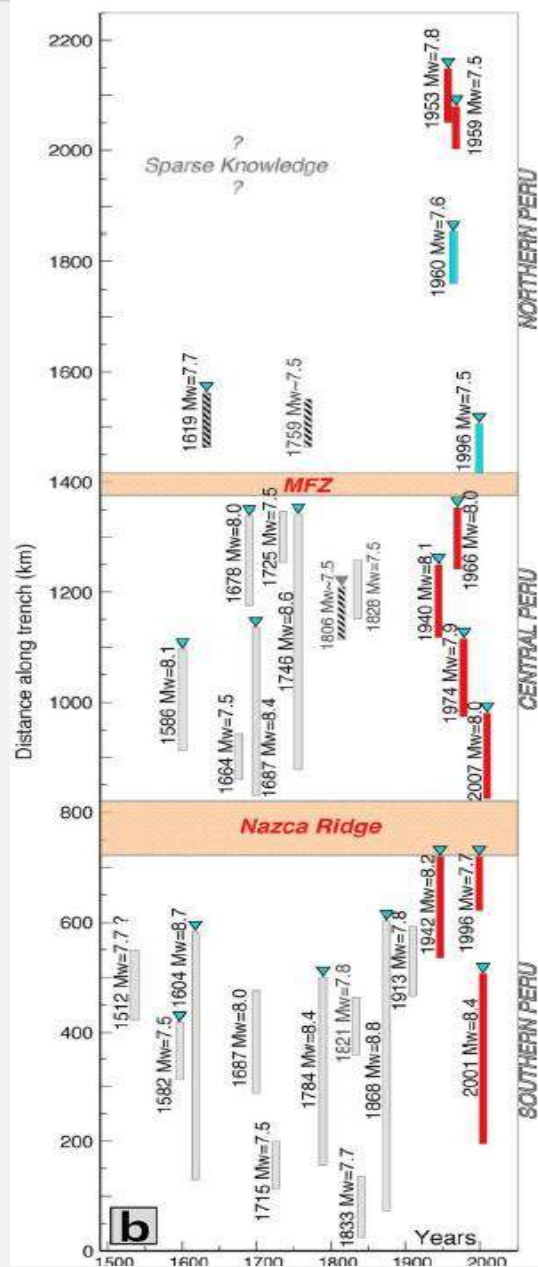 2200
2000
1800
1600
1400
1200
1000
800
600
400
200
0
Distance along trench (km)
1500
1600
1700
1800
1900
2000
Years
b
NORTHERN PERU
CENTRAL PERU
SOUTHERN PERU
?
Sparse Knowledge
?
1953 Mw=7.8
1959 Mw=7.5
1960 Mw=7.6
1619 Mw=7.7
1759 Mw~7.5
1996 Mw=7.5
MFZ
1678 Mw=8.0
1725 Mw=7.5
1746 Mw=8.6
1586 Mw=8.1
1664 Mw=7.5
1687 Mw=8.4
1806 Mw~7.5
1828 Mw=7.5
1940 Mw=8.1
1966 Mw=8.0
1974 Mw=7.9
2007 Mw=8.0
Nazca Ridge
1512 Mw=7.7 ?
1582 Mw=7.5
1604 Mw=8.7
1687 Mw=8.0
1715 Mw=7.5
1784 Mw=8.4
1821 Mw=7.8
1833 Mw=7.7
1868 Mw=8.8
1913 Mw=7.8
1942 Mw=8.2
1996 Mw=7.7
2001 Mw=8.4